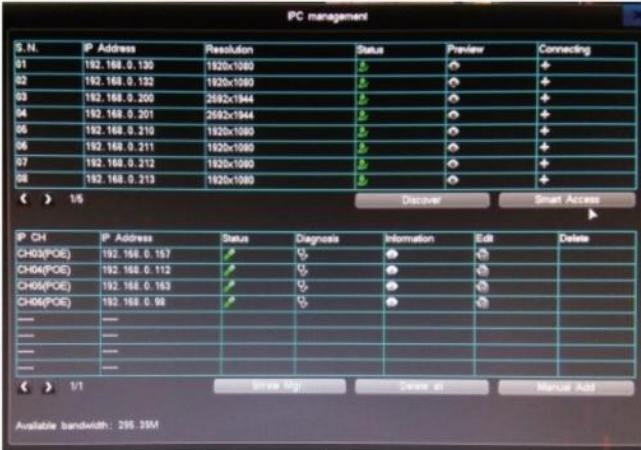 IPC management
S.N. IP Address Resolution Status Preview Connecting
01 192.168.0.130 1920x1080
02 192.168.0.132 1920x1080
03 192.168.0.200 2592x1944
04 192.168.0.201 2592x1944
05 192.168.0.210 1920x1080
06 192.168.0.211 1920x1080
07 192.168.0.212 1920x1080
08 192.168.0.213 1920x1080
1/5 Discover Smart Access
IP CH IP Address Status Diagnosis Information Edit Delete
CH03(POE) 192.168.0.157
CH04(POE) 192.168.0.112
CH05(POE) 192.168.0.163
CH06(POE) 192.168.0.98
1/1 Mgr. Delete all Manual Add
Available bandwidth: 295.39M